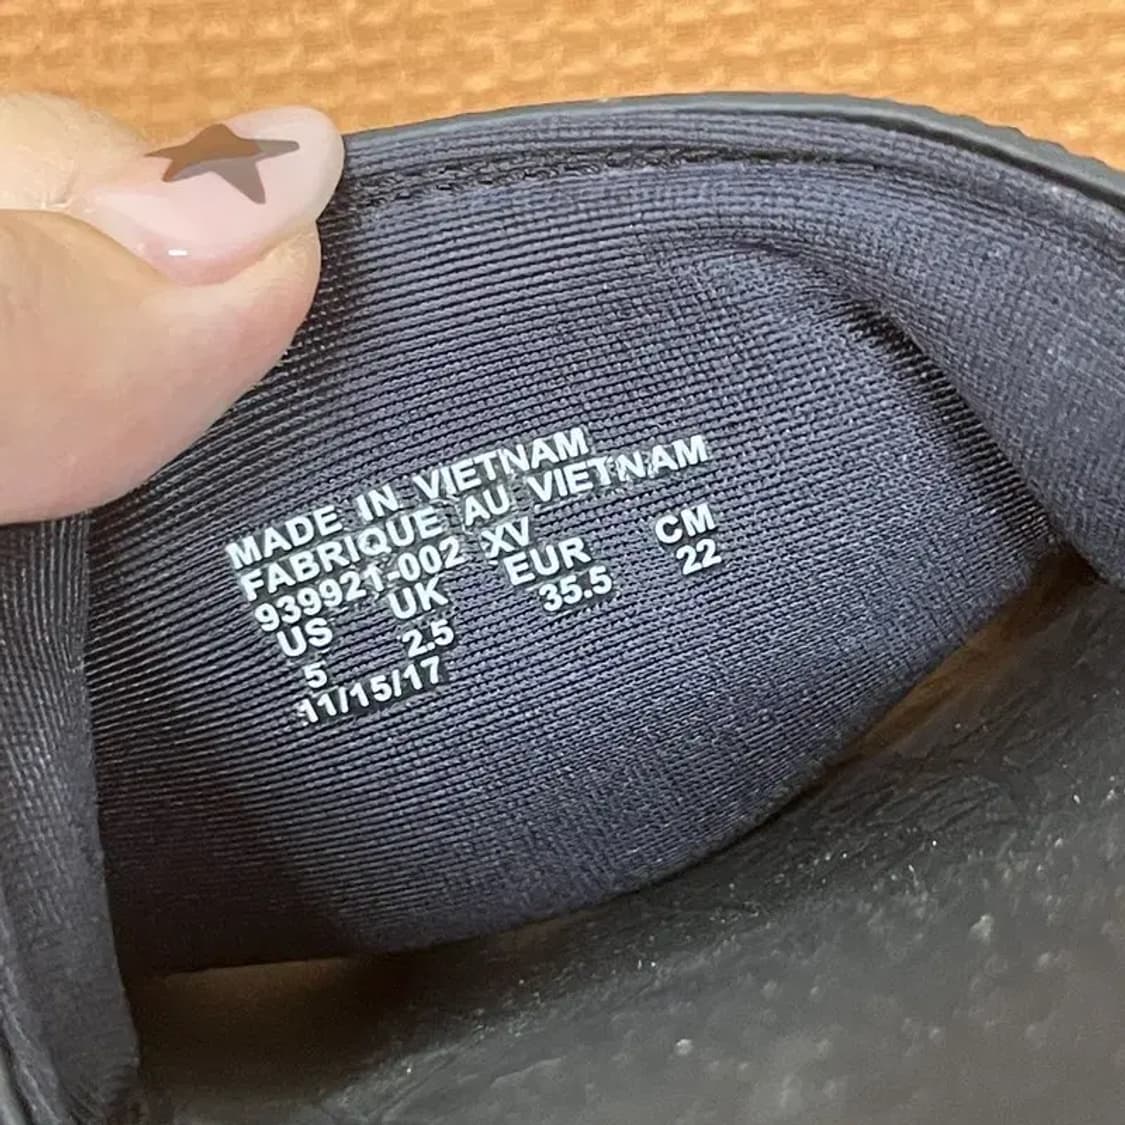 MADE IN VIETNAM
FABRIQUE AU VIETNAM
939921-002 XV
US UK EUR CM
5 2.5 35.5 22
11/15/17